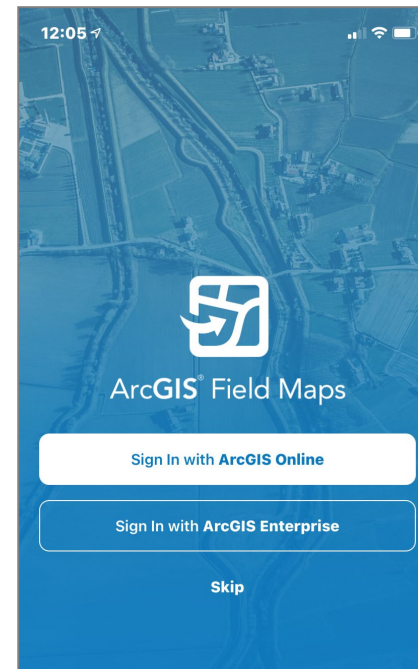 12:05
ArcGIS® Field Maps
Sign In with ArcGIS Online
Sign In with ArcGIS Enterprise
Skip